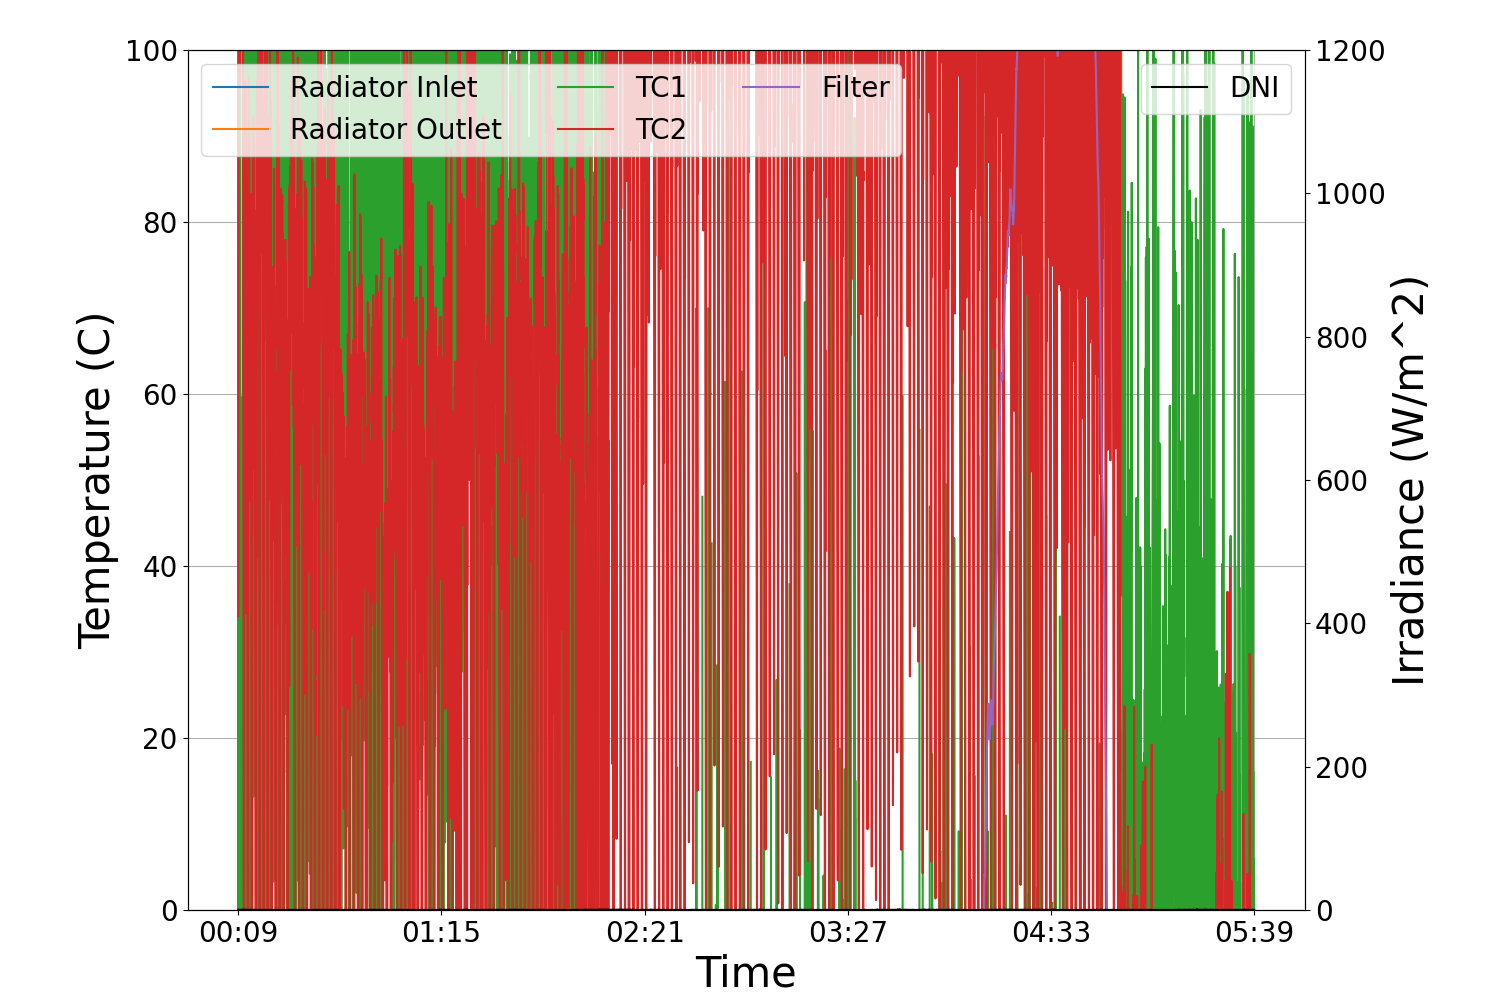 100
80
60
40
20
0
Temperature (C)
Radiator Inlet
Radiator Outlet
TC1
TC2
Filter
DNI
1200
1000
800
600
400
200
0
Irradiance (W/m^2)
00:09
01:15
02:21
03:27
04:33
05:39
Time